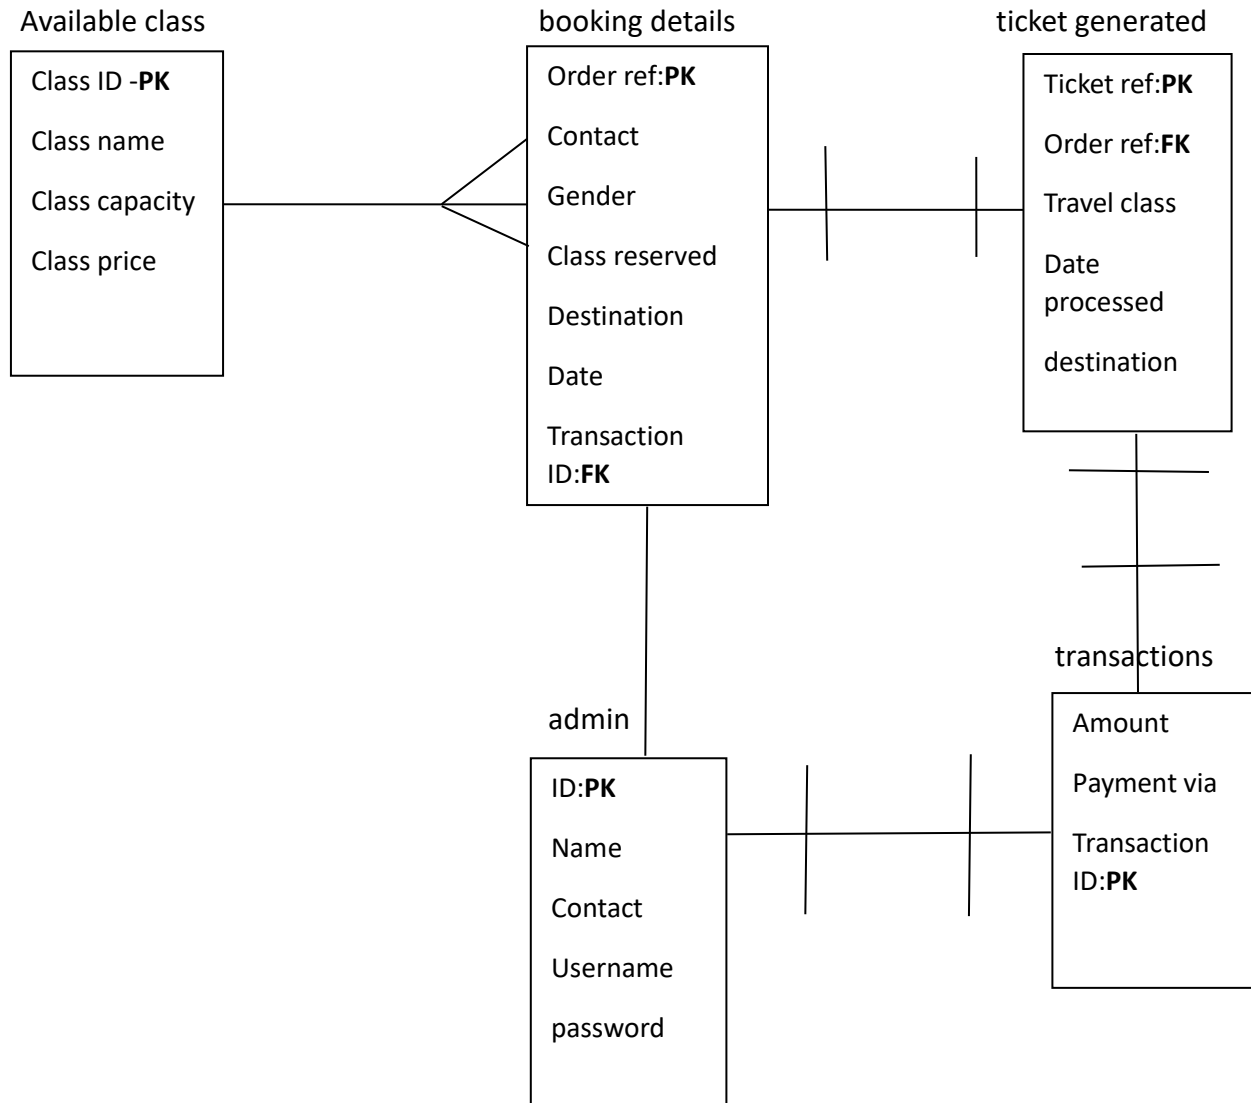 Available class
Class ID -PK
Class name
Class capacity
Class price
booking details
Order ref:PK
Contact
Gender
Class reserved
Destination
Date
Transaction
ID:FK
ticket generated
Ticket ref:PK
Order ref:FK
Travel class
Date
processed
destination
admin
ID:PK
Name
Contact
Username
password
transactions
Amount
Payment via
Transaction
ID:PK